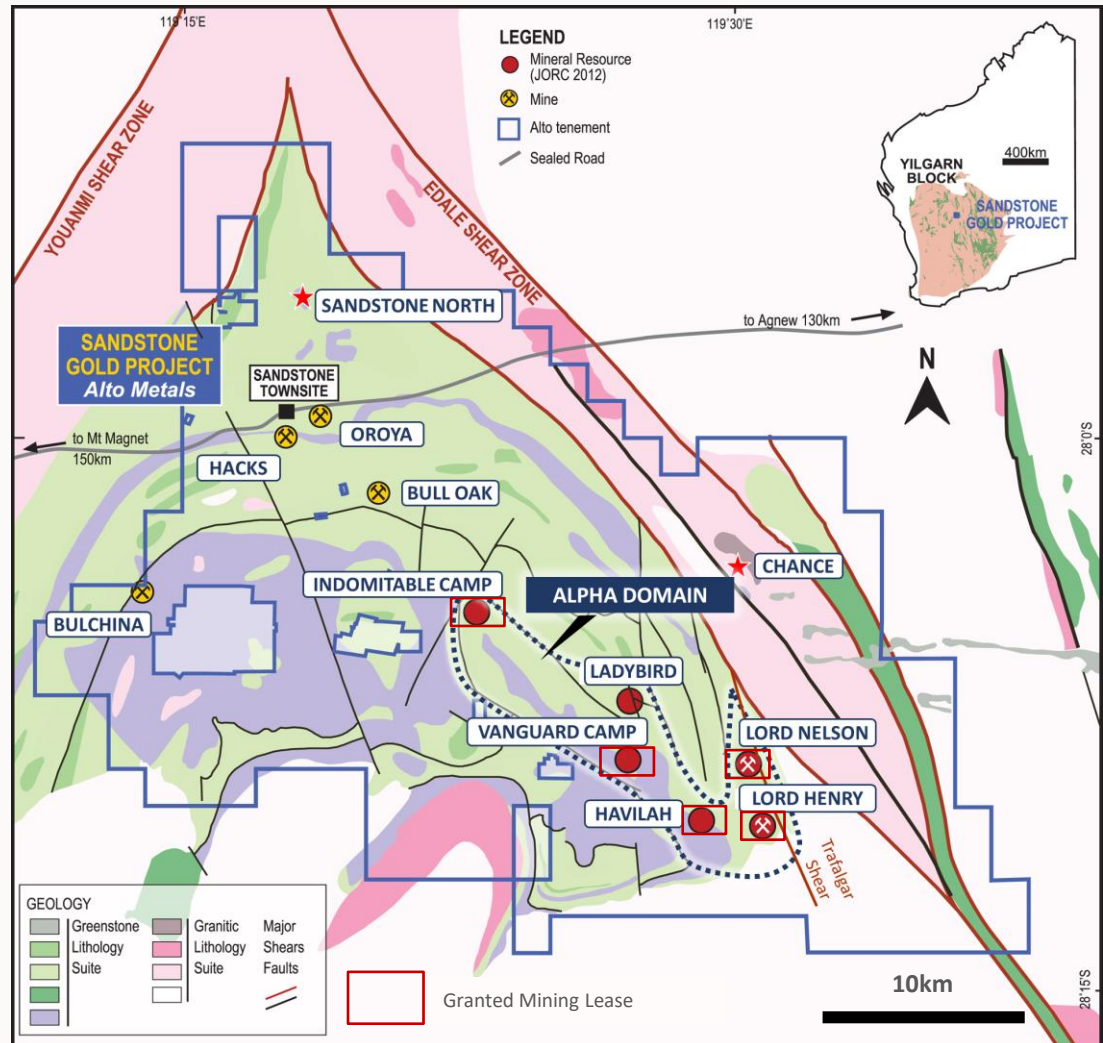 119°15'E
119°30'E
LEGEND
Mineral Resource
(JORC 2012)
Mine
Alto tenement
Sealed Road
400km
YILGARN
BLOCK
SANDSTONE
GOLD PROJECT
YOUANMI SHEAR ZONE
EDALE SHEAR ZONE
SANDSTONE NORTH
to Agnew 130km
SANDSTONE
GOLD PROJECT
Alto Metals
SANDSTONE
TOWNSITE
N
to Mt Magnet
150km
OROYA
28°0'S
HACKS
BULL OAK
INDOMITABLE CAMP
CHANCE
ALPHA DOMAIN
BULCHINA
LADYBIRD
VANGUARD CAMP
LORD NELSON
HAVILAH
LORD HENRY
Trafalgar
Shear
GEOLOGY
Greenstone
Lithology
Suite
Granitic
Lithology
Suite
Major
Shears
Faults
Granted Mining Lease
10km
28°15'S